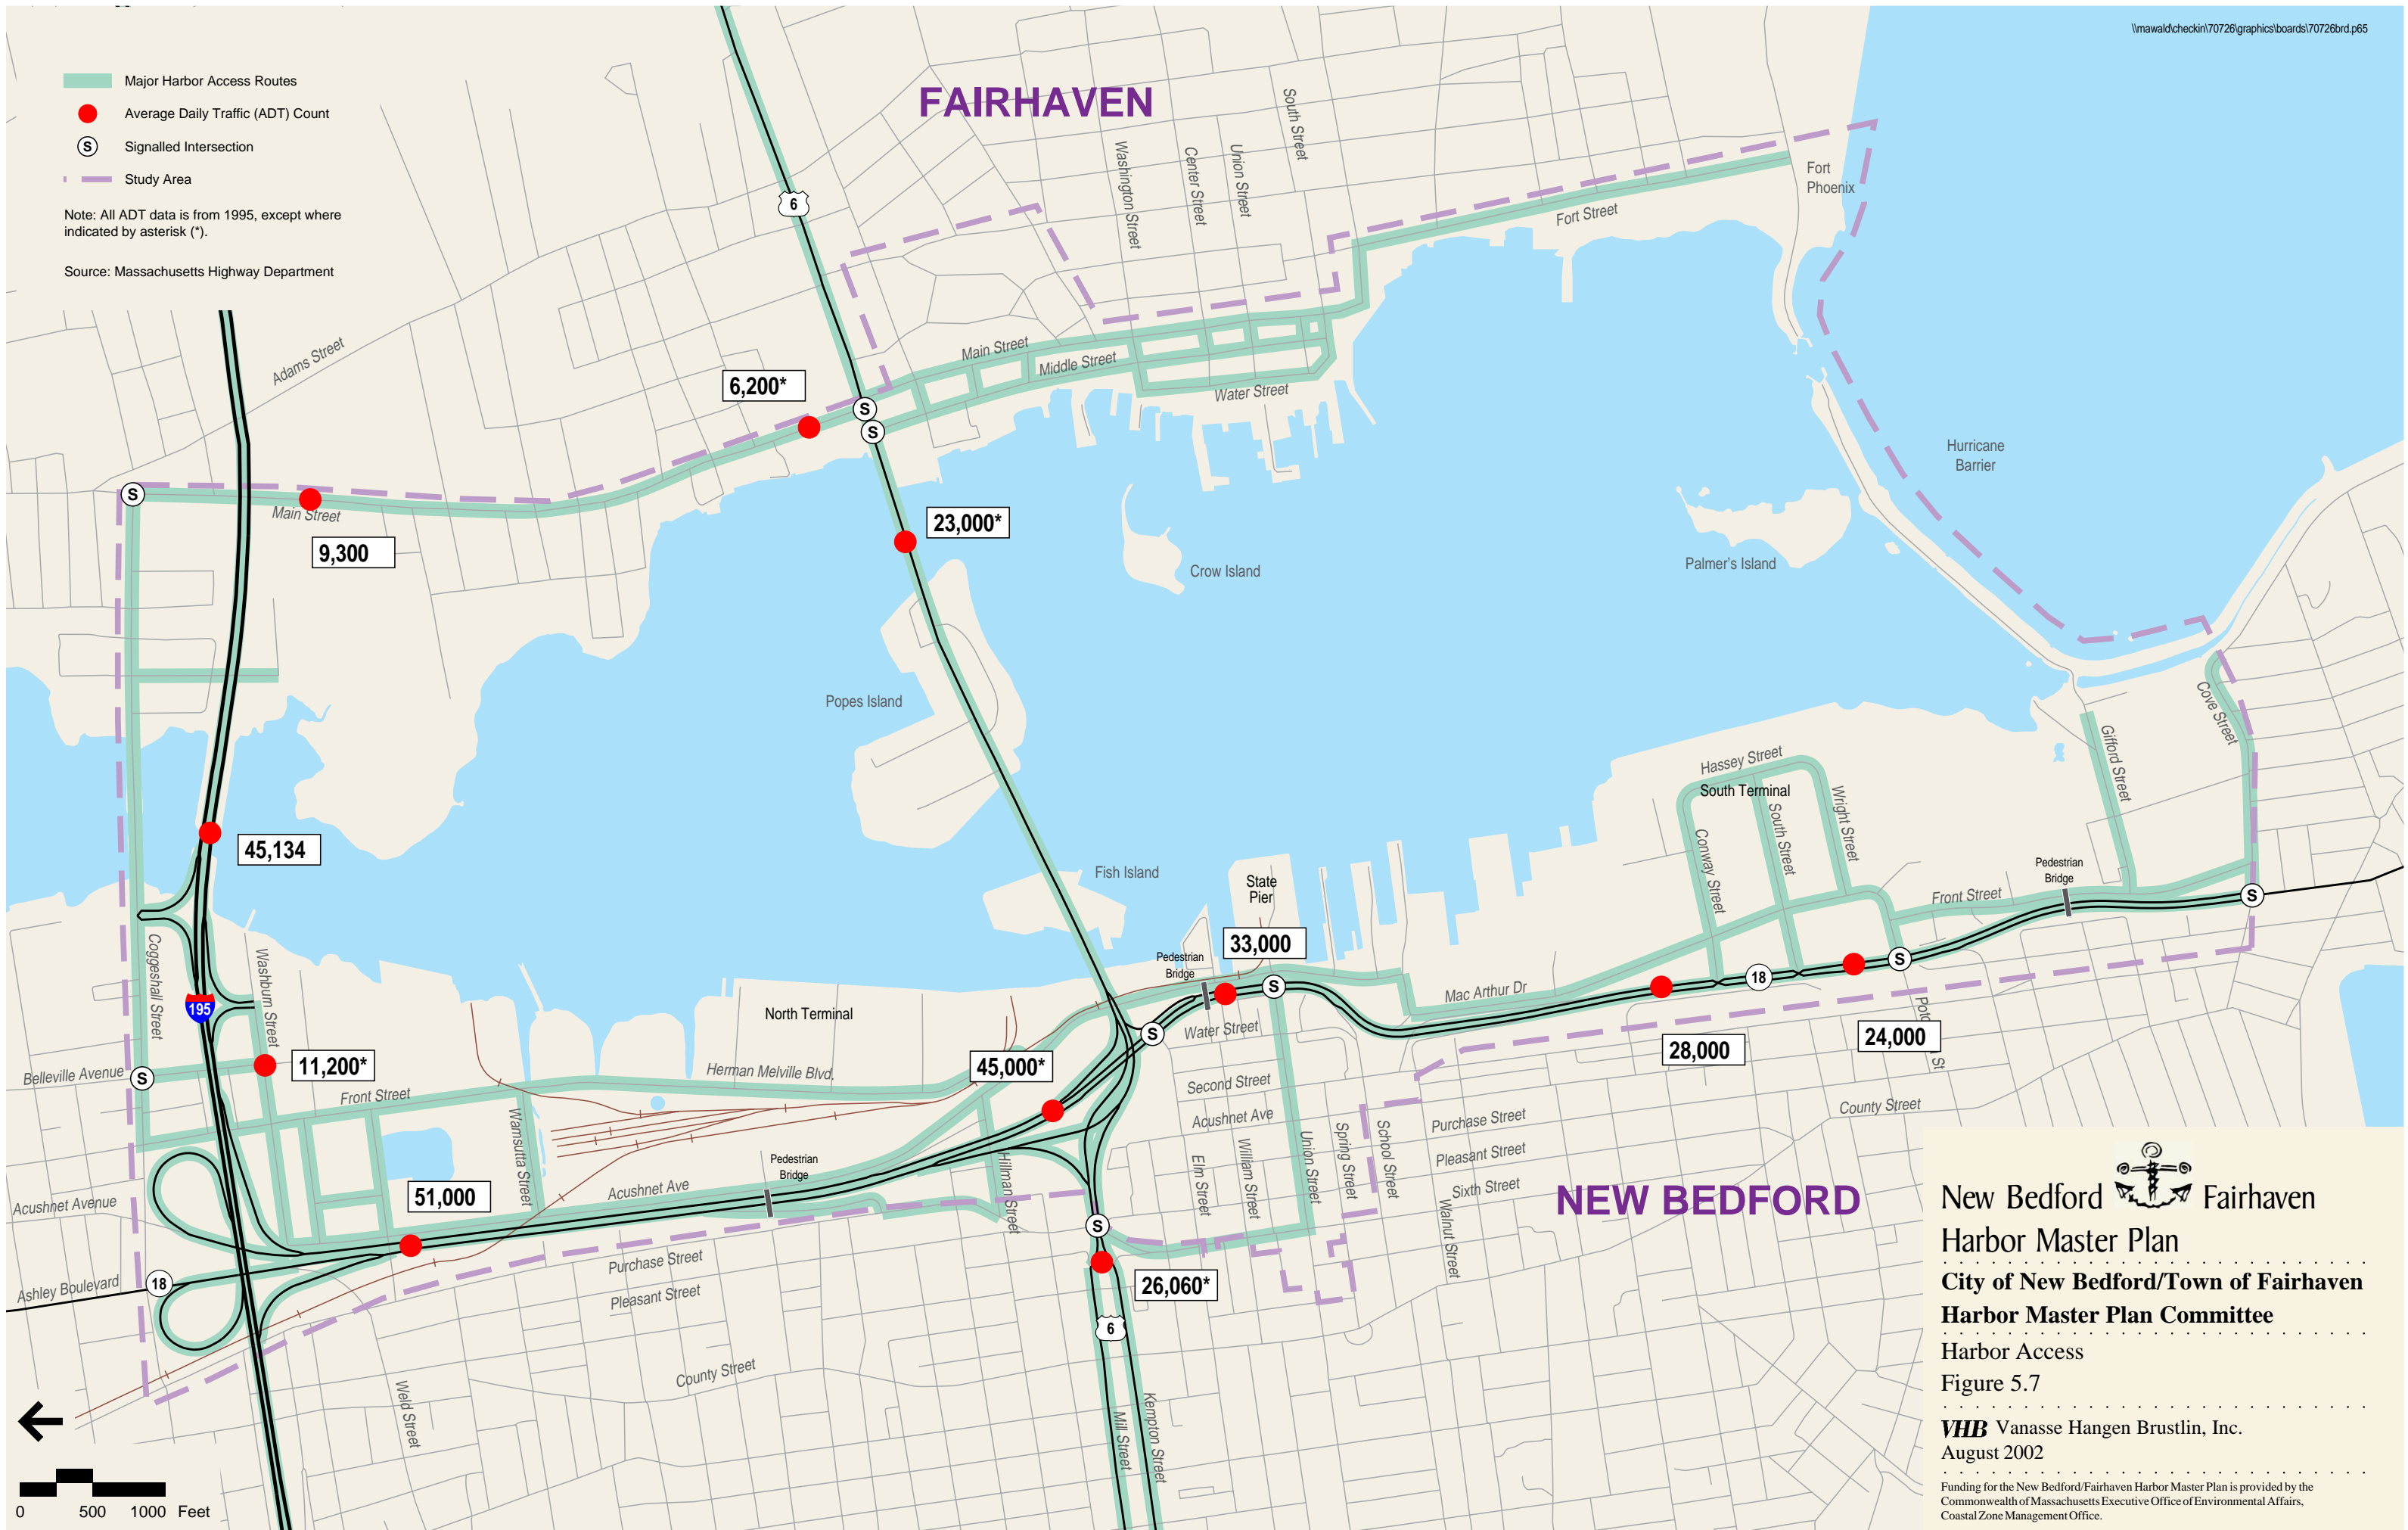 \\mawald\checkin\70726\graphics\boards\70726brd.p65
Major Harbor Access Routes
Average Daily Traffic (ADT) Count
S
Signalled Intersection
Study Area
Note: All ADT data is from 1995, except where
indicated by asterisk (*).
Source: Massachusetts Highway Department
FAIRHAVEN
South Street
Washington Street
Center Street
Union Street
Fort
Phoenix
6
Fort Street
Adams Street
Main Street
Middle Street
Water Street
6,200*
S
S
Hurricane
Barrier
S
Main Street
9,300
23,000*
Crow Island
Palmer's Island
Popes Island
Cove Street
Gifford Street
Hassey Street
South Terminal
Wright Street
South Street
Conway Street
45,134
Fish Island
State
Pier
Pedestrian
Bridge
Front Street
S
33,000
Pedestrian
Bridge
Coggeshall Street
Washburn Street
195
North Terminal
S
S
Mac Arthur Dr
18
S
Water Street
28,000
24,000
11,200*
Belleville Avenue
S
Herman Melville Blvd.
45,000*
Front Street
Second Street
Acushnet Ave
Purchase Street
County Street
Wamsutta Street
Hillman Street
Elm Street
William Street
Union Street
Spring Street
School Street
Pleasant Street
Sixth Street
Walnut Street
Pedestrian
Bridge
Acushnet Ave
51,000
Acushnet Avenue
NEW BEDFORD
S
Purchase Street
Pleasant Street
Ashley Boulevard
18
26,060*
6
County Street
Weld Street
Mill Street
Kempton Street
0 500 1000 Feet
New Bedford Fairhaven
Harbor Master Plan
City of New Bedford/Town of Fairhaven
Harbor Master Plan Committee
Harbor Access
Figure 5.7
VHB Vanasse Hangen Brustlin, Inc.
August 2002
Funding for the New Bedford/Fairhaven Harbor Master Plan is provided by the
Commonwealth of Massachusetts Executive Office of Environmental Affairs,
Coastal Zone Management Office.